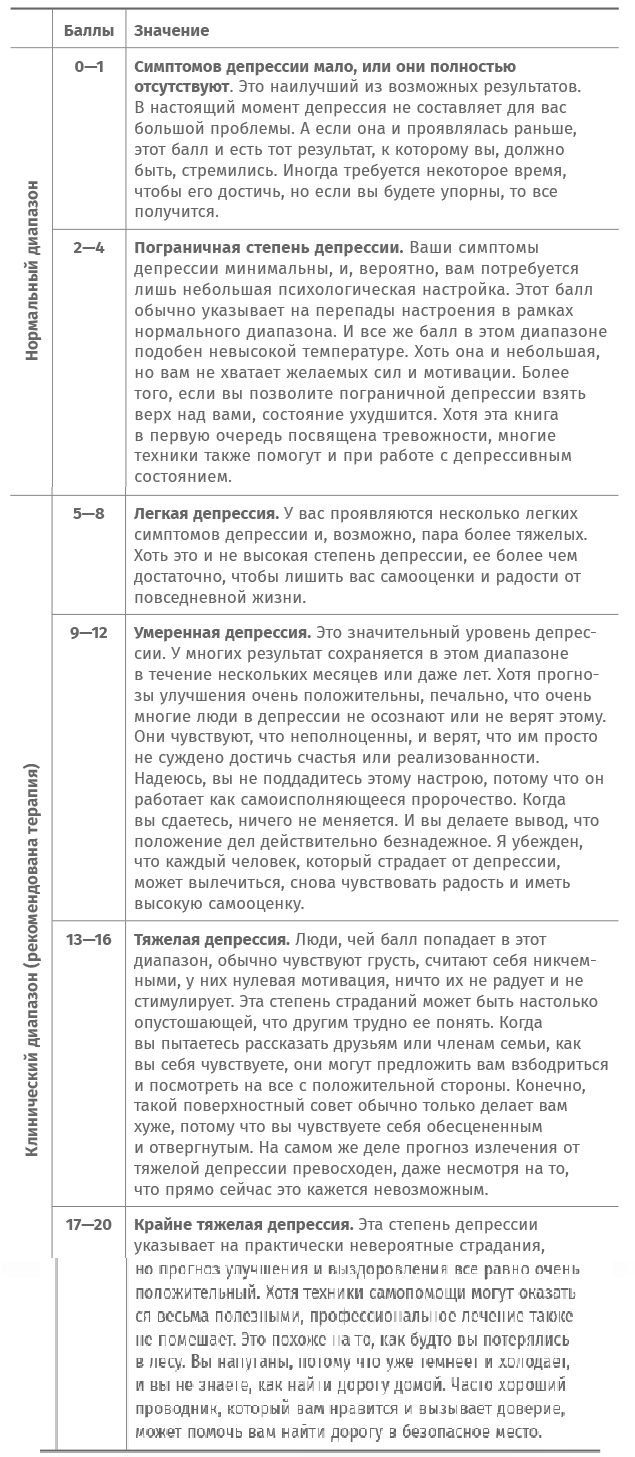 Баллы Значение
Нормальный диапазон
0—1 Симптомов депрессии мало, или они полностью
отсутствуют. Это наилучший из возможных результатов.
В настоящий момент депрессия не составляет для вас
большой проблемы. А если она и проявлялась раньше,
этот балл и есть тот результат, к которому вы, должно
быть, стремились. Иногда требуется некоторое время,
чтобы его достичь, но если вы будете упорны, то все
получится.
2—4 Пограничная степень депрессии. Ваши симптомы
депрессии минимальны, и, вероятно, вам потребуется
лишь небольшая психологическая настройка. Этот балл
обычно указывает на перепады настроения в рамках
нормального диапазона. И все же балл в этом диапазоне
подобен невысокой температуре. Хоть она и небольшая,
но вам не хватает желаемых сил и мотивации. Более
того, если вы позволите пограничной депрессии взять
верх над вами, состояние ухудшится. Хотя эта книга
в первую очередь посвящена тревожности, многие
техники также помогут и при работе с депрессивным
состоянием.
Клинический диапазон (рекомендована терапия)
5—8 Легкая депрессия. У вас проявляются несколько легких
симптомов депрессии и, возможно, пара более тяжелых.
Хоть это и не высокая степень депрессии, ее более чем
достаточно, чтобы лишить вас самооценки и радости от
повседневной жизни.
9—12 Умеренная депрессия. Это значительный уровень депрес-
сии. У многих результат сохраняется в этом диапазоне
в течение нескольких месяцев или даже лет. Хотя прогно-
зы улучшения очень положительны, печально, что очень
многие люди в депрессии не осознают или не верят этому.
Они чувствуют, что неполноценны, и верят, что им просто
не суждено достичь счастья или реализованности.
Надеюсь, вы не поддадитесь этому настрою, потому что он
работает как самоисполняющееся пророчество. Когда
вы сдаетесь, ничего не меняется. И вы делаете вывод, что
положение дел действительно безнадежное. Я убежден,
что каждый человек, который страдает от депрессии,
может вылечиться, снова чувствовать радость и иметь
высокую самооценку.
13—16 Тяжелая депрессия. Люди, чей балл попадает в этот
диапазон, обычно чувствуют грусть, считают себя никчем-
ными, у них нулевая мотивация, ничто их не радует и не
стимулирует. Эта степень страданий может быть настолько
опустошающей, что другим трудно ее понять. Когда
вы пытаетесь рассказать друзьям или членам семьи, как
вы себя чувствуете, они могут предложить вам взбодриться
и посмотреть на все с положительной стороны. Конечно,
такой поверхностный совет обычно только делает вам
хуже, потому что вы чувствуете себя обесцененным
и отвергнутым. На самом же деле прогноз излечения от
тяжелой депрессии превосходен, даже несмотря на то,
что прямо сейчас это кажется невозможным.
17—20 Крайне тяжелая депрессия. Эта степень депрессии
указывает на практически невероятные страдания,
но прогноз улучшения и выздоровления все равно очень
положительный. Хотя техники самопомощи могут оказать
ся весьма полезными, профессиональное лечение также
не помешает. Это похоже на то, как будто вы потерялись
в лесу. Вы напуганы, потому что уже темнеет и холодает,
и вы не знаете, как найти дорогу домой. Часто хороший
проводник, который вам нравится и вызывает доверие,
может помочь вам найти дорогу в безопасное место.